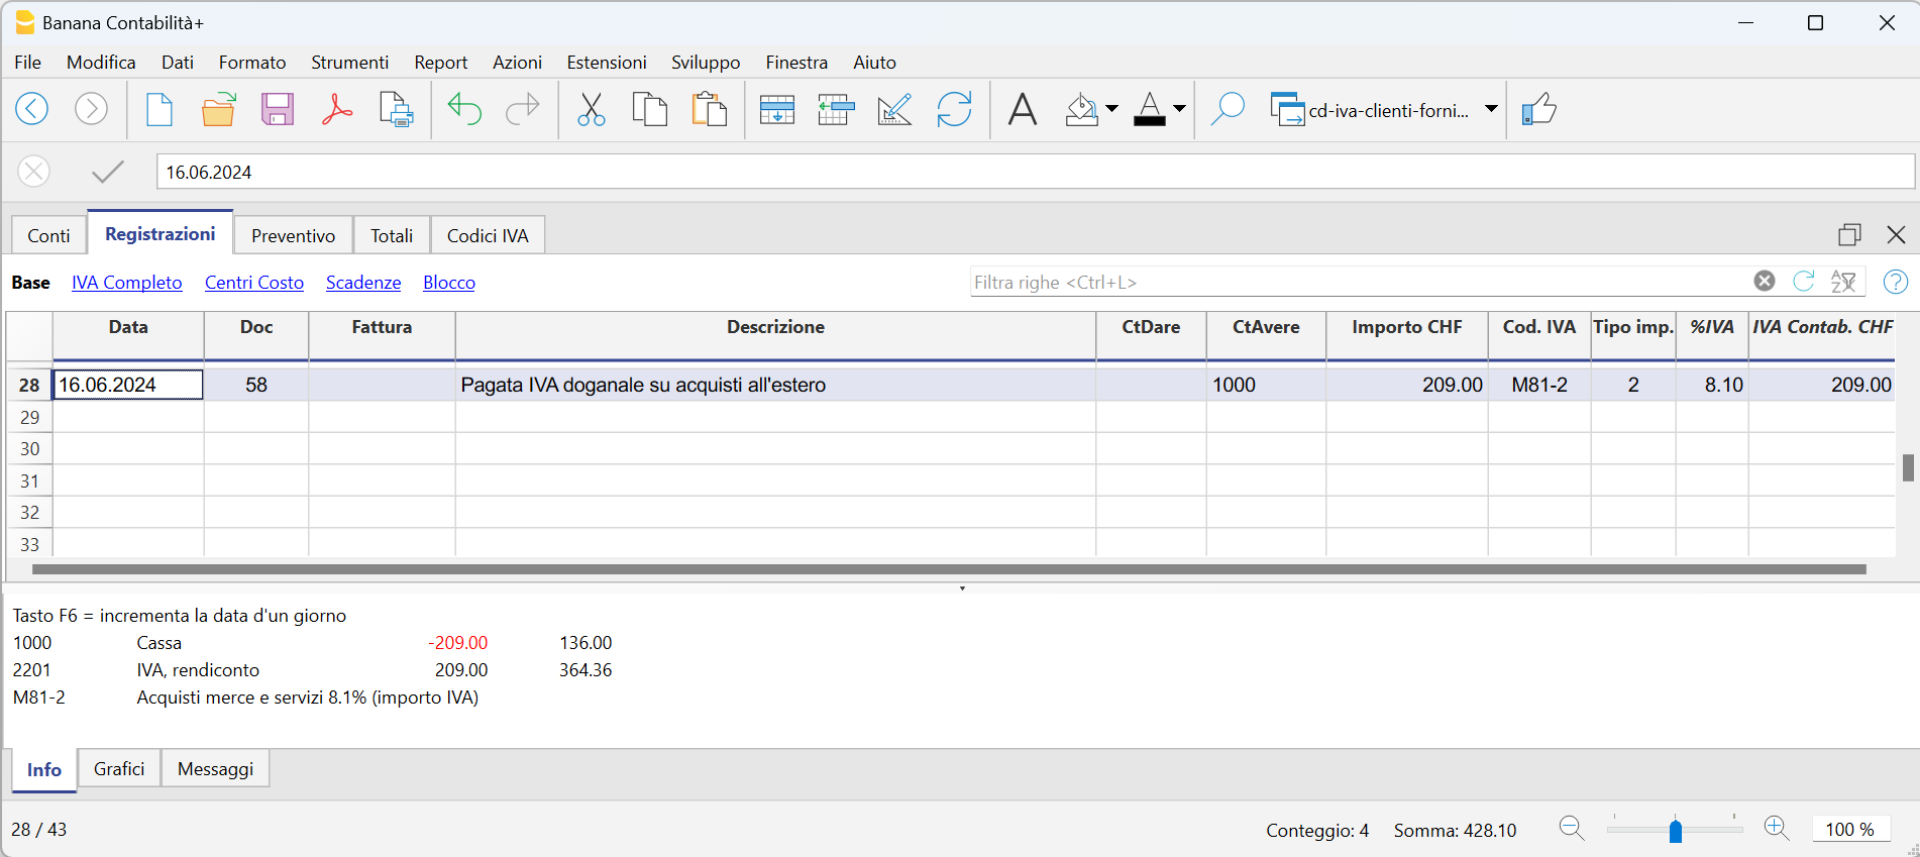 Banana Contabilità+
File Modifica Dati Formato Strumenti Report Azioni Estensioni Sviluppo Finestra Aiuto
A A cd-iva-clienti-forni...
16.06.2024
Conti Registrazioni Preventivo Totali Codici IVA
Base IVA Completo Centri Costo Scadenze Blocco Filtra righe <Ctrl+L> AZ ?
Data Doc Fattura Descrizione CtDare CtAvere Importo CHF Cod. IVA Tipo imp. %IVA IVA Contab. CHF
28 16.06.2024 58 Pagata IVA doganale su acquisti all'estero 1000 209.00 M81-2 2 8.10 209.00
29
30
31
32
33
Tasto F6 = incrementa la data d'un giorno
1000 Cassa -209.00 136.00
2201 IVA, rendiconto 209.00 364.36
M81-2 Acquisti merce e servizi 8.1% (importo IVA)
Info Grafici Messaggi
28 / 43 Conteggio: 4 Somma: 428.10 100 %